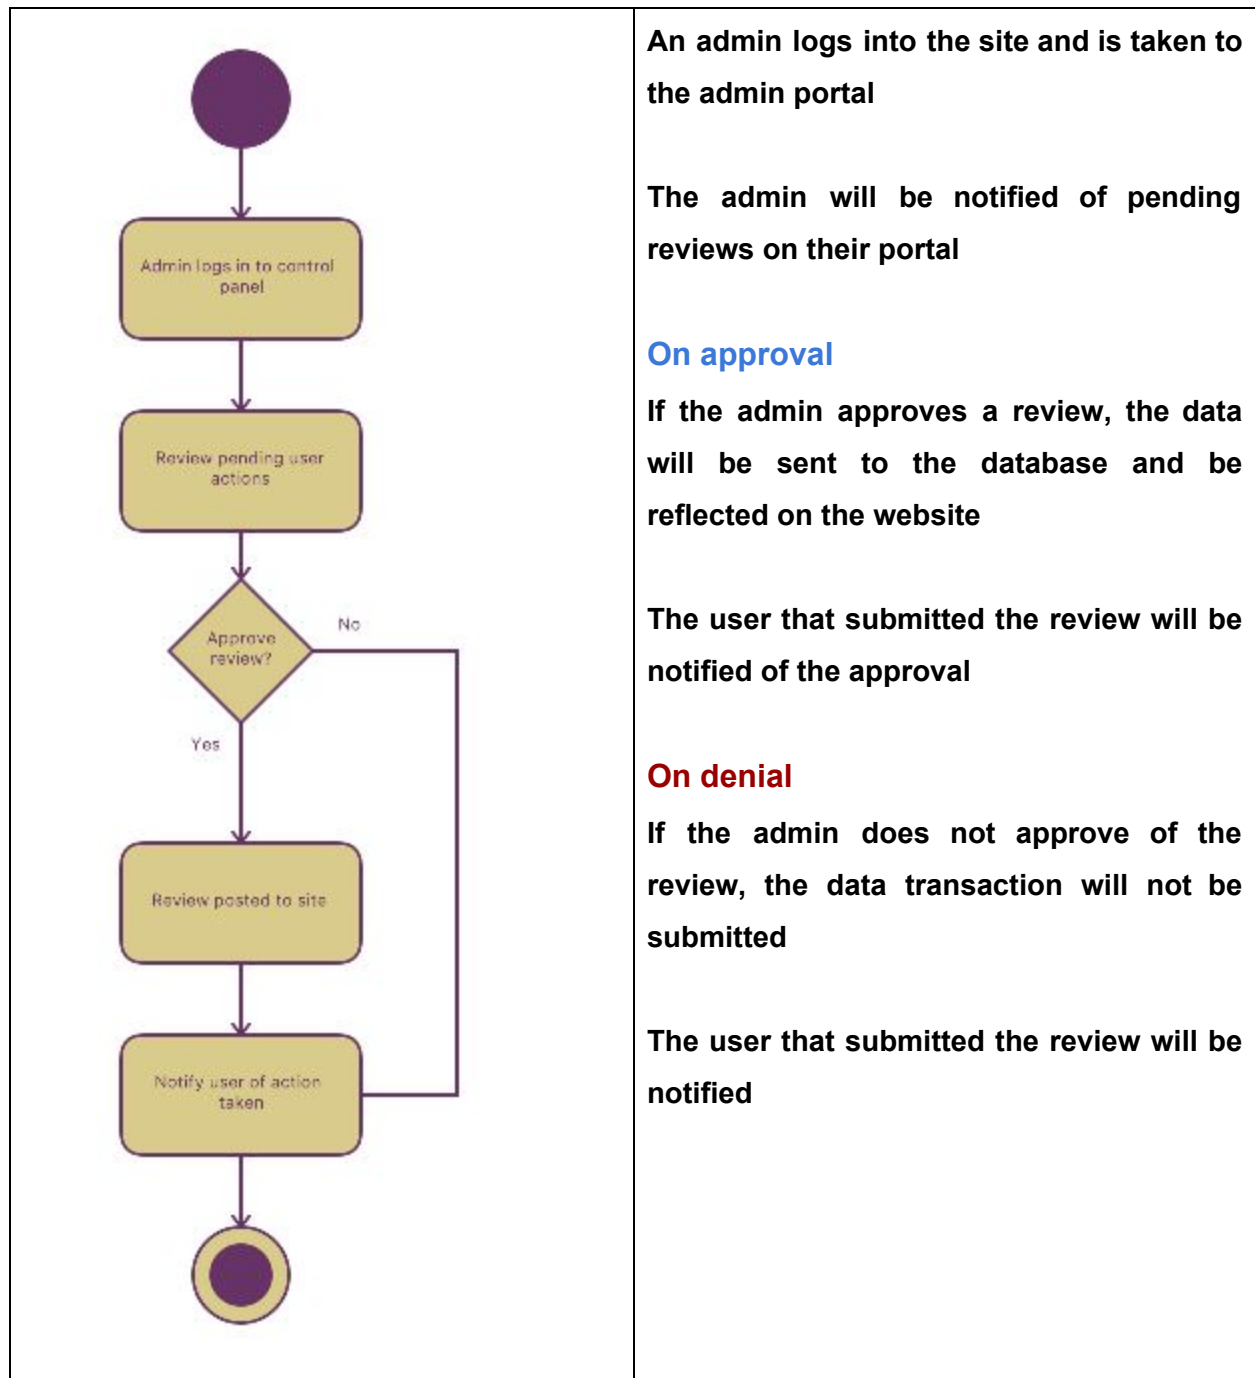 Admin logs in to control
panel
Review pending user
actions
Approve
review?
No
Yes
Review posted to site
Notify user of action
taken
An admin logs into the site and is taken to
the admin portal
The admin will be notified of pending
reviews on their portal
On approval
If the admin approves a review, the data
will be sent to the database and be
reflected on the website
The user that submitted the review will be
notified of the approval
On denial
If the admin does not approve of the
review, the data transaction will not be
submitted
The user that submitted the review will be
notified